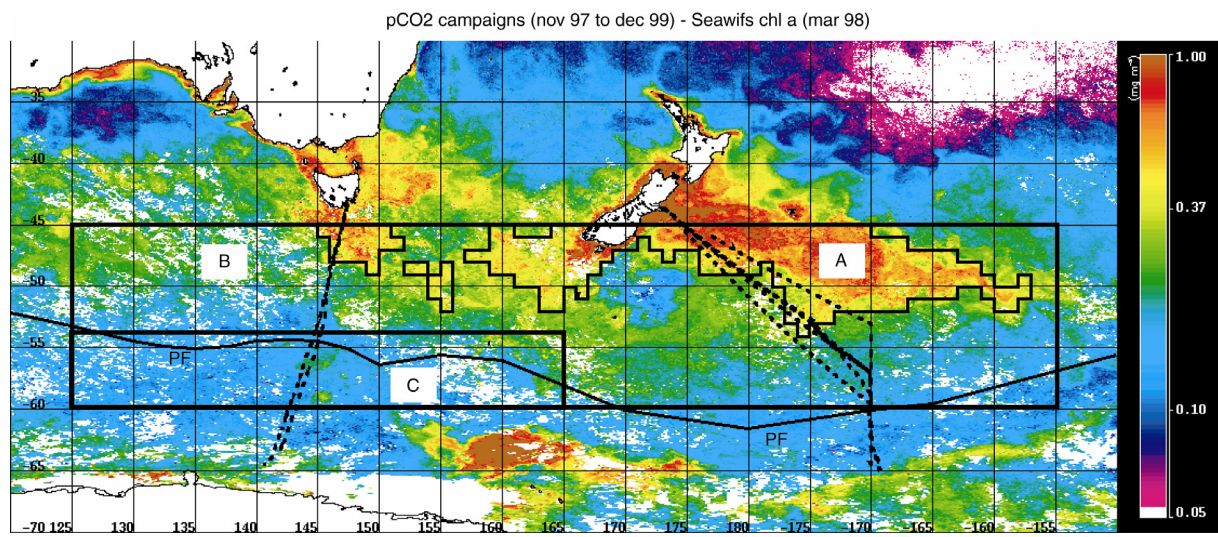 pCO2 campaigns (nov 97 to dec 99) - Seawifs chl a (mar 98)
1.00
(mg m⁻³)
-35
-40
0.37
-45
B
A
-50
-55
PF
C
0.10
-60
PF
-65
-70 125 130 135 140 145 150 155 160 165 170 175 180 -175 -170 -165 -160 -155
0.05